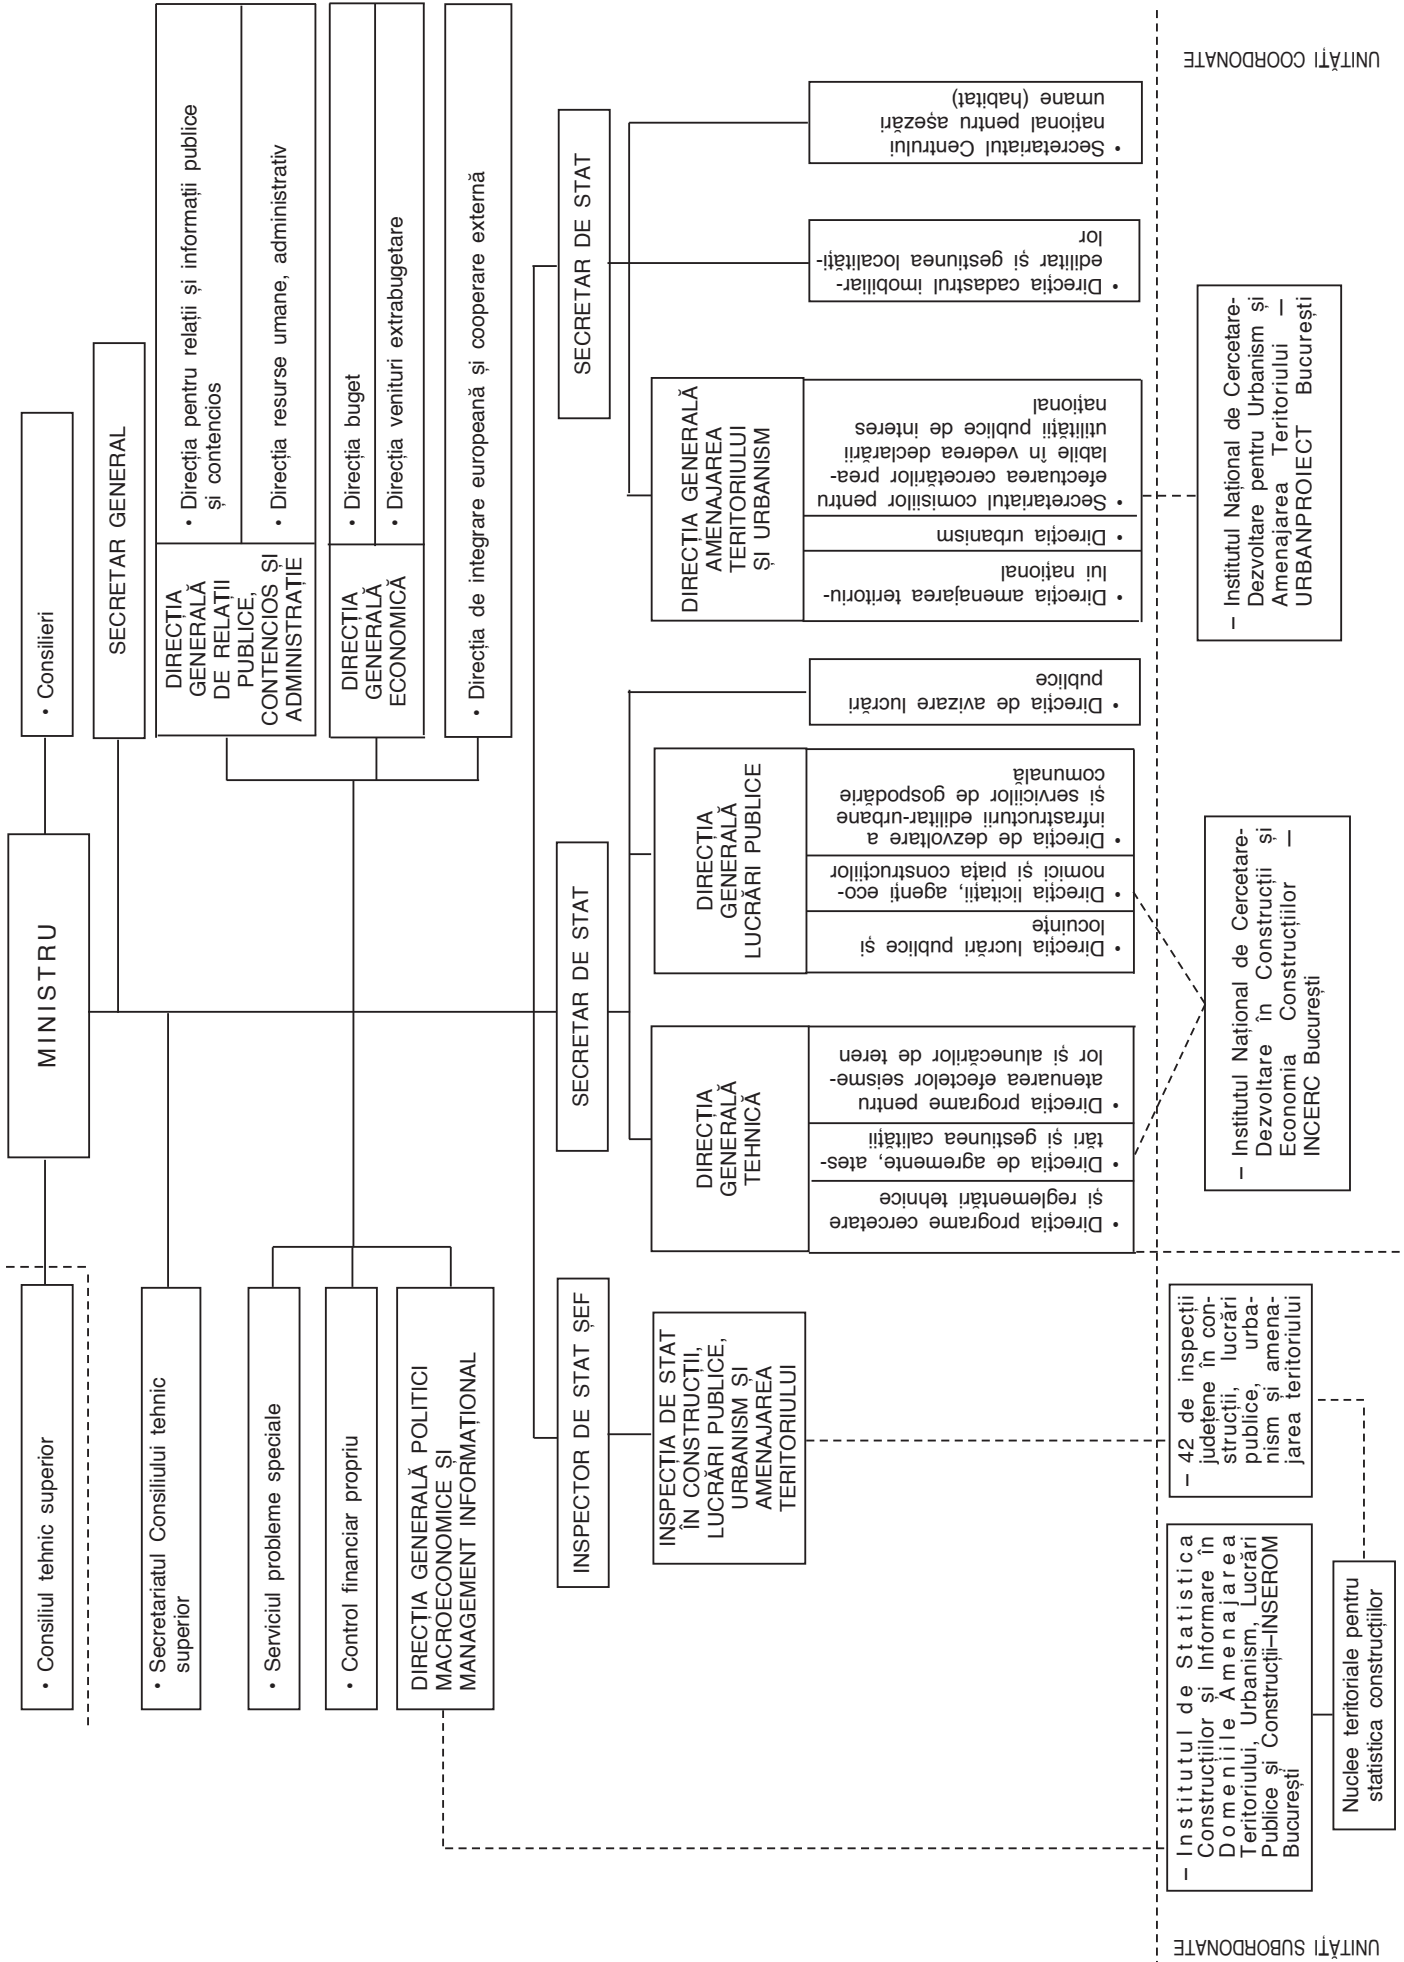 MINISTRU
• Consilieri
• Consiliul tehnic superior
SECRETAR GENERAL
• Secretariatul Consiliului tehnic
superior
DIRECȚIA
GENERALĂ
DE RELAȚII
PUBLICE,
CONTENCIOS ȘI
ADMINISTRAȚIE
• Direcția pentru relații și informații publice
și contencios
• Direcția resurse umane, administrativ
DIRECȚIA
GENERALĂ
ECONOMICĂ
• Direcția buget
• Direcția venituri extrabugetare
• Direcția de integrare europeană și cooperare externă
• Serviciul probleme speciale
• Control financiar propriu
DIRECȚIA GENERALĂ POLITICI
MACROECONOMICE ȘI
MANAGEMENT INFORMAȚIONAL
INSPECTOR DE STAT ȘEF
INSPECȚIA DE STAT
ÎN CONSTRUCȚII,
LUCRĂRI PUBLICE,
URBANISM ȘI
AMENAJAREA
TERITORIULUI
SECRETAR DE STAT
DIRECȚIA
GENERALĂ
TEHNICĂ
• Direcția programe cercetare
și reglementări tehnice
• Direcția de agremente, ates-
tări și gestiunea calității
• Direcția programe pentru
atenuarea efectelor seisme-
lor și alunecărilor de teren
DIRECȚIA
GENERALĂ
LUCRĂRI PUBLICE
• Direcția lucrări publice și
locuințe
• Direcția licitații, agenți eco-
nomici și piața construcțiilor
• Direcția de dezvoltare a
infrastructurii edilitar-urbane
și serviciilor de gospodărie
comunală
• Direcția de avizare lucrări
publice
SECRETAR DE STAT
DIRECȚIA GENERALĂ
AMENAJAREA
TERITORIULUI
ȘI URBANISM
• Direcția amenajarea teritoriu-
lui național
• Direcția urbanism
• Secretariatul comisiilor pentru
efectuarea cercetărilor prea-
labile în vederea declarării
utilității publice de interes
național
• Direcția cadastrul imobiliar-
edilitar și gestiunea localități-
lor
• Secretariatul Centrului
național pentru așezări
umane (habitat)
UNITĂȚI SUBORDONATE
– Institutul de Statistica
Construcțiilor și Informare în
Domeniile Amenajarea
Teritoriului, Urbanism, Lucrări
Publice și Construcții–INSEROM
București
Nuclee teritoriale pentru
statistica construcțiilor
– 42 de inspecții
județene în con-
strucții, lucrări
publice, urba-
nism și amena-
jarea teritoriului
– Institutul Național de Cercetare-
Dezvoltare în Construcții și
Economia Construcțiilor –
INCERC București
– Institutul Național de Cercetare-
Dezvoltare pentru Urbanism și
Amenajarea Teritoriului –
URBANPROIECT București
UNITĂȚI COORDONATE